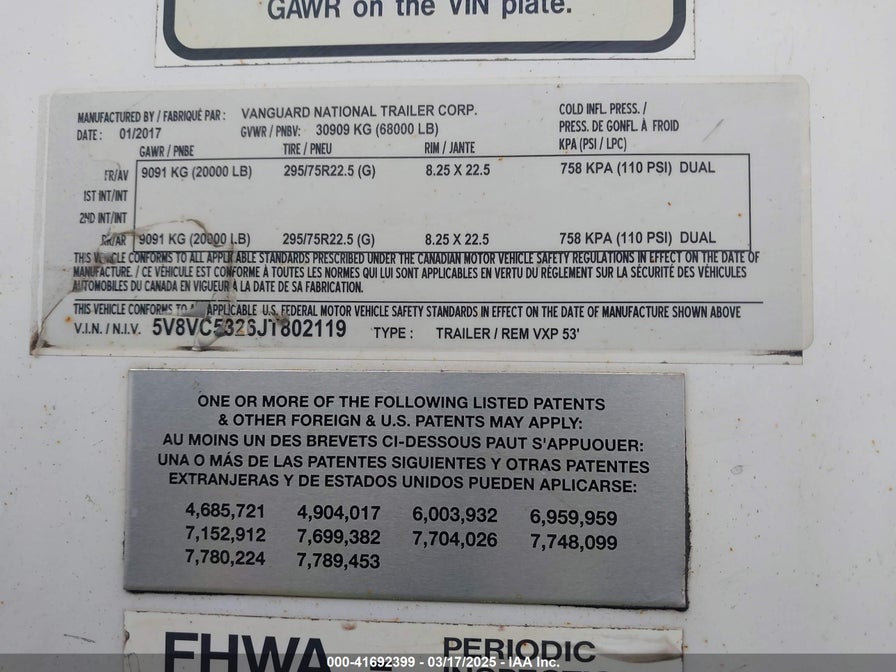 GAWR on the VIN plate.
MANUFACTURED BY / FABRIQUÉ PAR : VANGUARD NATIONAL TRAILER CORP.
DATE : 01/2017 GVWR / PNBV: 30909 KG (68000 LB)
COLD INFL. PRESS. /
PRESS. DE GONFL. À FROID
KPA (PSI / LPC)
GAWR / PNBE TIRE / PNEU RIM / JANTE
FR/AV 9091 KG (20000 LB) 295/75R22.5 (G) 8.25 X 22.5 758 KPA (110 PSI) DUAL
1ST INT/INT
2ND INT/INT
RR/AR 9091 KG (20000 LB) 295/75R22.5 (G) 8.25 X 22.5 758 KPA (110 PSI) DUAL
THIS VEHICLE CONFORMS TO ALL APPLICABLE STANDARDS PRESCRIBED UNDER THE CANADIAN MOTOR VEHICLE SAFETY REGULATIONS IN EFFECT ON THE DATE OF
MANUFACTURE. / CE VÉHICULE EST CONFORME À TOUTES LES NORMES QUI LUI SONT APPLICABLES EN VERTU DU RÈGLEMENT SUR LA SÉCURITÉ DES VÉHICULES
AUTOMOBILES DU CANADA EN VIGUEUR À LA DATE DE SA FABRICATION.
THIS VEHICLE CONFORMS TO APPLICABLE U.S. FEDERAL MOTOR VEHICLE SAFETY STANDARDS IN EFFECT ON THE DATE OF MANUFACTURE SHOWN ABOVE
V.I.N. / N.I.V. 5V8VC5326JT802119 TYPE : TRAILER / REM VXP 53'
ONE OR MORE OF THE FOLLOWING LISTED PATENTS
& OTHER FOREIGN & U.S. PATENTS MAY APPLY:
AU MOINS UN DES BREVETS CI-DESSOUS PAUT S'APPUOUER:
UNA O MÁS DE LAS PATENTES SIGUIENTES Y OTRAS PATENTES
EXTRANJERAS Y DE ESTADOS UNIDOS PUEDEN APLICARSE:
4,685,721 4,904,017 6,003,932 6,959,959
7,152,912 7,699,382 7,704,026 7,748,099
7,780,224 7,789,453
FHWA PERIODIC
000-41692399 - 03/17/2025 - IAA Inc.